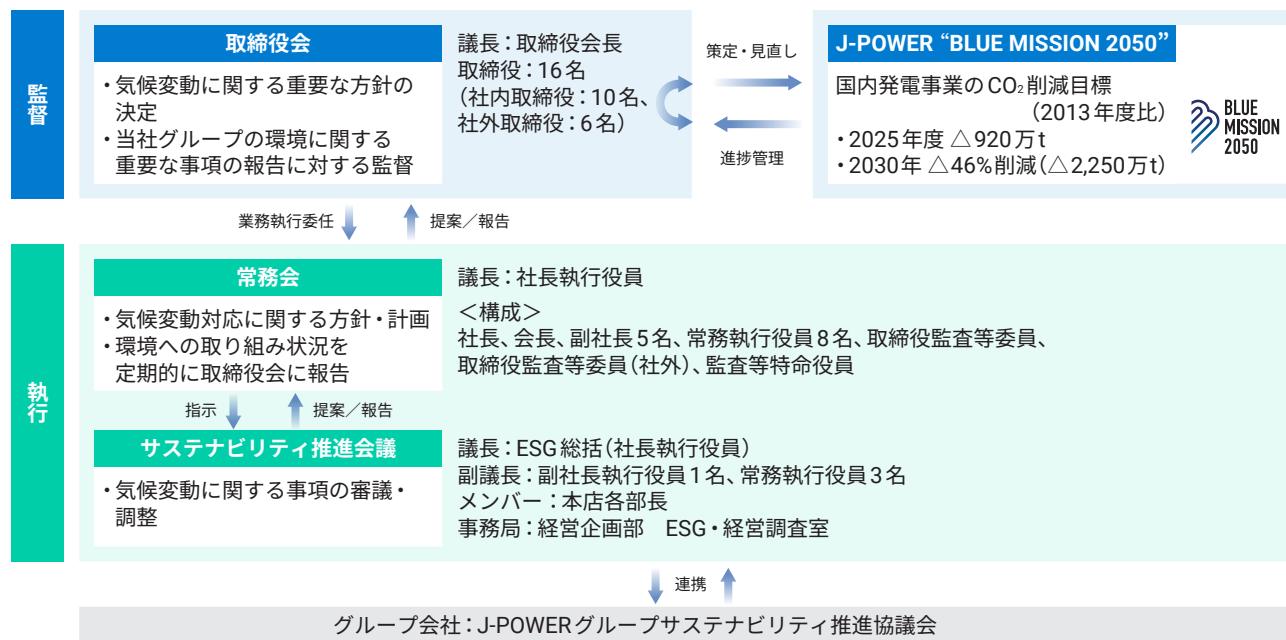 監督
取締役会
・気候変動に関する重要な方針の
決定
・当社グループの環境に関する
重要な事項の報告に対する監督
議長：取締役会長
取締役：16名
（社内取締役：10名、
社外取締役：6名）
策定・見直し
進捗管理
J-POWER “BLUE MISSION 2050”
国内発電事業のCO₂削減目標
（2013年度比）
・2025年度 △920万t
・2030年 △46%削減（△2,250万t）
BLUE
MISSION
2050
業務執行委任
提案／報告
執行
常務会
・気候変動対応に関する方針・計画
・環境への取り組み状況を
定期的に取締役会に報告
議長：社長執行役員
＜構成＞
社長、会長、副社長5名、常務執行役員8名、取締役監査等委員、
取締役監査等委員（社外）、監査等特命役員
指示
提案／報告
サステナビリティ推進会議
・気候変動に関する事項の審議・
調整
議長：ESG総括（社長執行役員）
副議長：副社長執行役員1名、常務執行役員3名
メンバー：本店各部長
事務局：経営企画部　ESG・経営調査室
連携
グループ会社：J-POWERグループサステナビリティ推進協議会